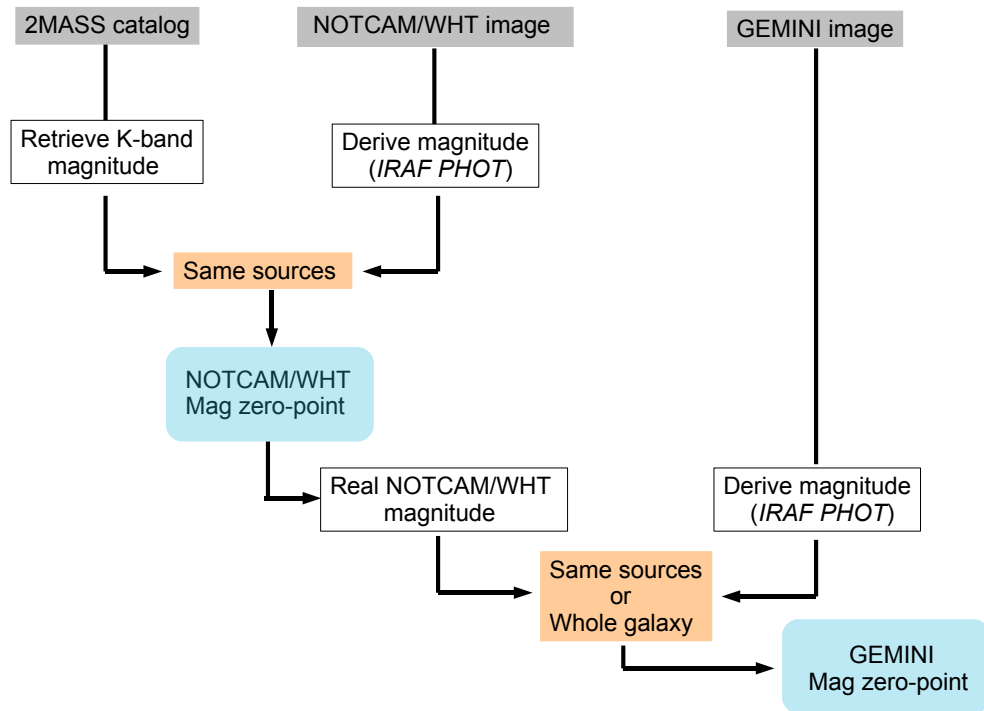 2MASS catalog
NOTCAM/WHT image
GEMINI image
Retrieve K-band
magnitude
Derive magnitude
(IRAF PHOT)
Same sources
NOTCAM/WHT
Mag zero-point
Real NOTCAM/WHT
magnitude
Derive magnitude
(IRAF PHOT)
Same sources
or
Whole galaxy
GEMINI
Mag zero-point